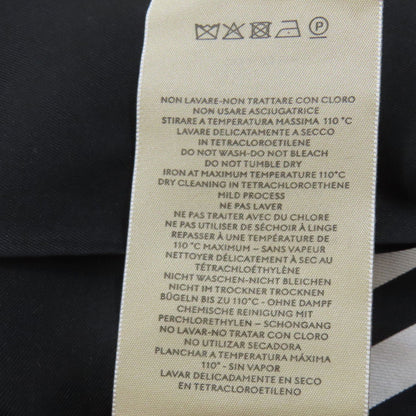 NON LAVARE-NON TRATTARE CON CLORO
NON USARE ASCIUGATRICE
STIRARE A TEMPERATURA MASSIMA 110 °C
LAVARE DELICATAMENTE A SECCO
IN TETRACLOROETILENE
DO NOT WASH-DO NOT BLEACH
DO NOT TUMBLE DRY
IRON AT MAXIMUM TEMPERATURE 110°C
DRY CLEANING IN TETRACHLOROETHENE
MILD PROCESS
NE PAS LAVER
NE PAS TRAITER AVEC DU CHLORE
NE PAS UTILISER DE SÉCHOIR À LINGE
REPASSER À UNE TEMPÉRATURE DE
110 °C MAXIMUM – SANS VAPEUR
NETTOYER DÉLICATEMENT À SEC AU
TÉTRACHLOÉTHYLÈNE
NICHT WASCHEN-NICHT BLEICHEN
NICHT IM TROCKNER TROCKNEN
BÜGELN BIS ZU 110°C - OHNE DAMPF
CHEMISCHE REINIGUNG MIT
PERCHLORETHYLEN – SCHONGANG
NO LAVAR-NO TRATAR CON CLORO
NO UTILIZAR SECADORA
PLANCHAR A TEMPERATURA MÁXIMA
110° - SIN VAPOR
LAVAR DELICADAMENTE EN SECO
EN TETRACLOROETILENO